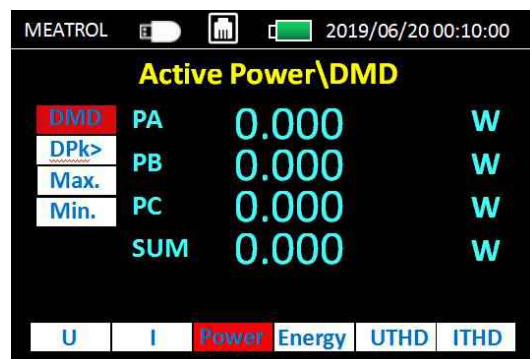 MEATROL 2019/06/20 00:10:00
Active Power\DMD
DMD PA 0.000 W
DPk>
PB 0.000 W
Max.
Min. PC 0.000 W
SUM 0.000 W
U I Power Energy UTHD ITHD